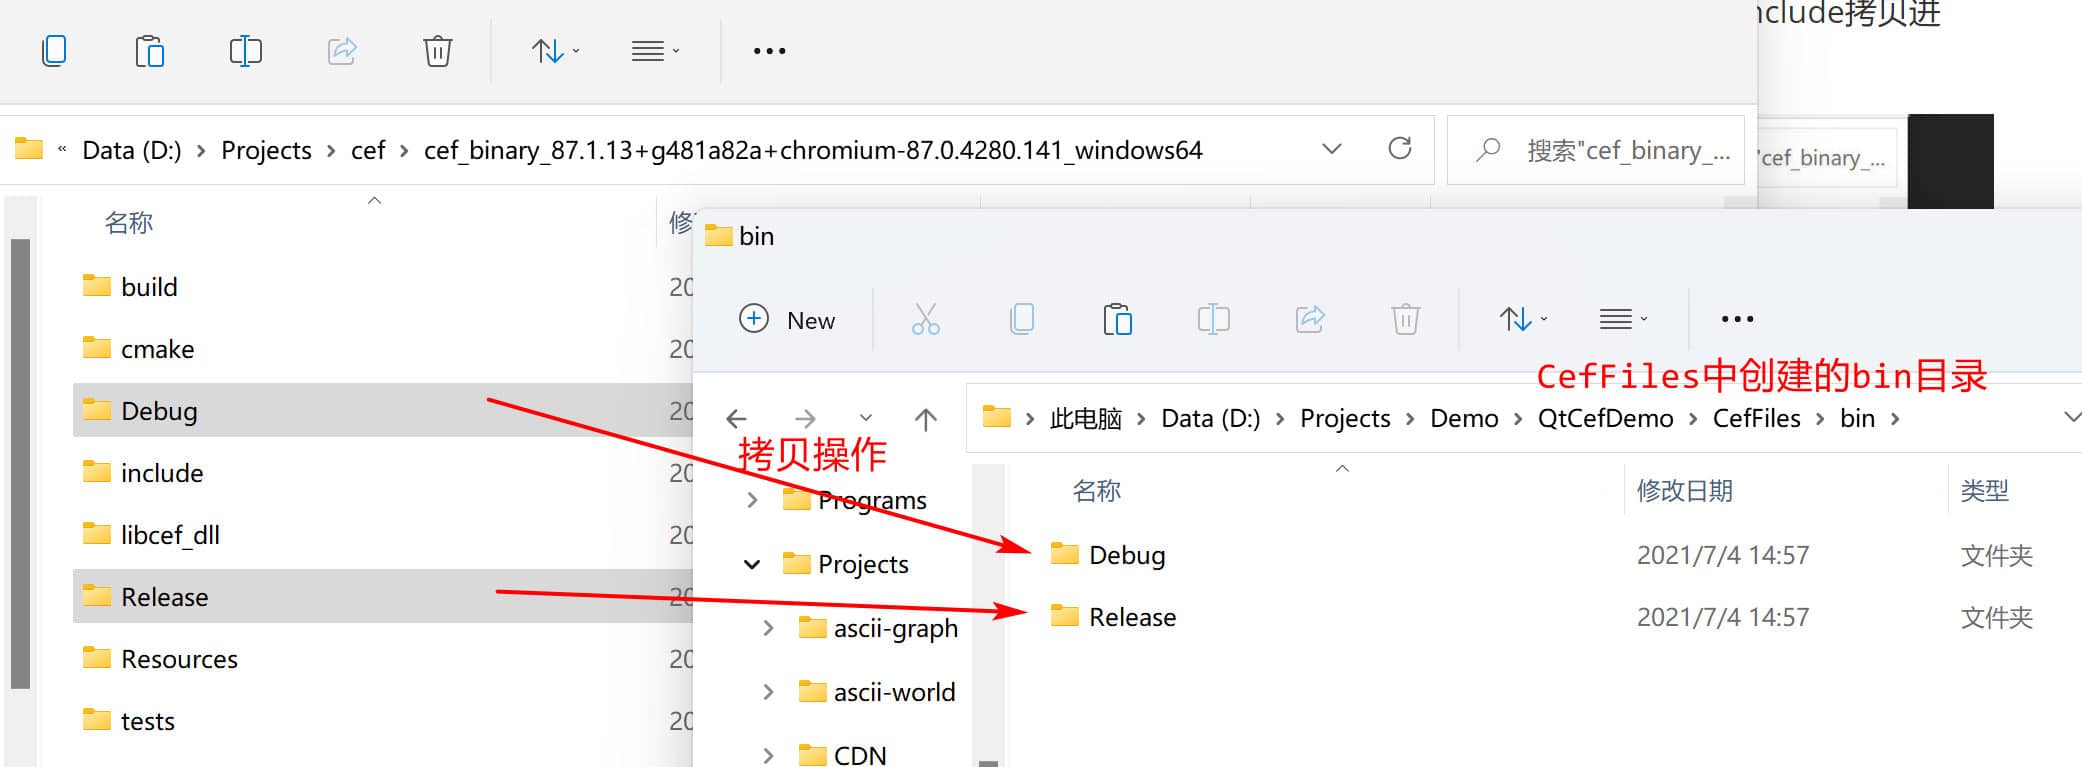 include拷贝进
« Data (D:) › Projects › cef › cef_binary_87.1.13+g481a82a+chromium-87.0.4280.141_windows64
搜索"cef_binary_...
"cef_binary_...
名称
修
build
20
cmake
20
Debug
20
include
20
libcef_dll
20
Release
20
Resources
20
tests
20
bin
New
CefFiles中创建的bin目录
此电脑 › Data (D:) › Projects › Demo › QtCefDemo › CefFiles › bin ›
拷贝操作
Programs
Projects
ascii-graph
ascii-world
CDN
名称 修改日期 类型
Debug 2021/7/4 14:57 文件夹
Release 2021/7/4 14:57 文件夹